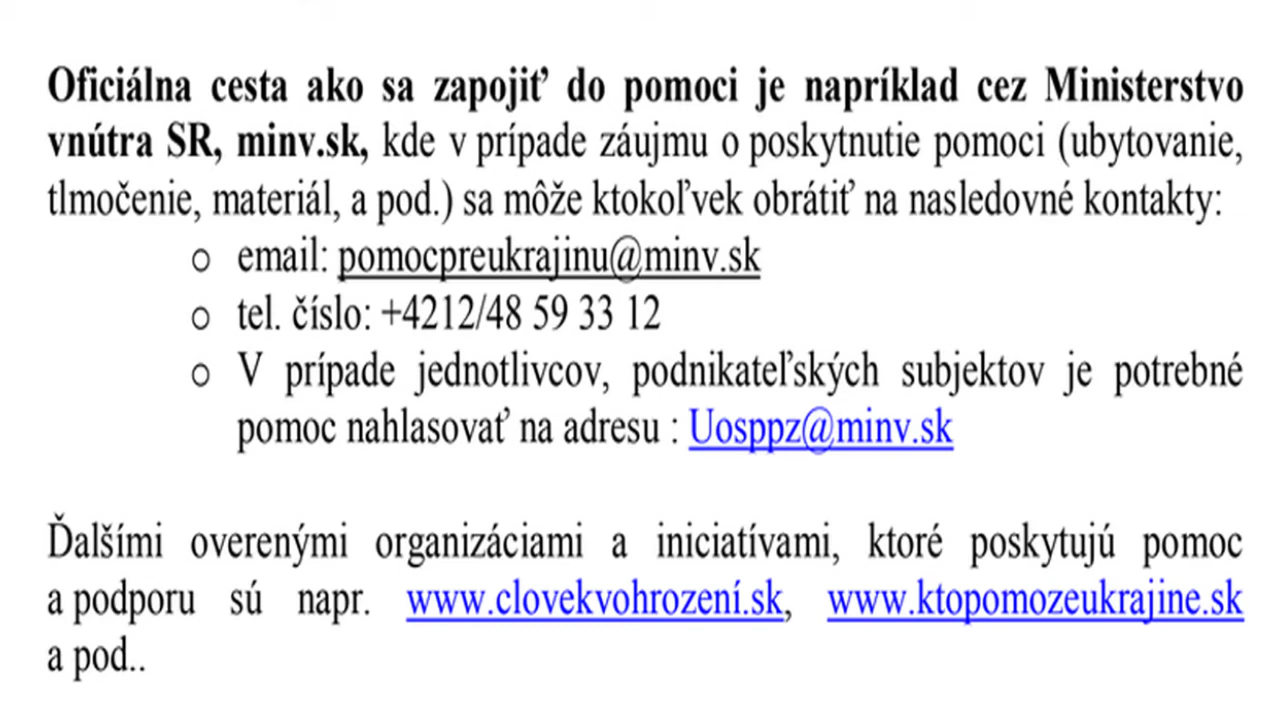 Oficiálna cesta ako sa zapojiť do pomoci je napríklad cez Ministerstvo
vnútra SR, minv.sk, kde v prípade záujmu o poskytnutie pomoci (ubytovanie,
tlmočenie, materiál, a pod.) sa môže ktokoľvek obrátiť na nasledovné kontakty:
o email: pomocpreukrajinu@minv.sk
o tel. číslo: +4212/48 59 33 12
o V prípade jednotlivcov, podnikateľských subjektov je potrebné
pomoc nahlasovať na adresu : Uosppz@minv.sk
Ďalšími overenými organizáciami a iniciatívami, ktoré poskytujú pomoc
a podporu sú napr. www.clovekvohrození.sk, www.ktopomozeukrajine.sk
a pod..